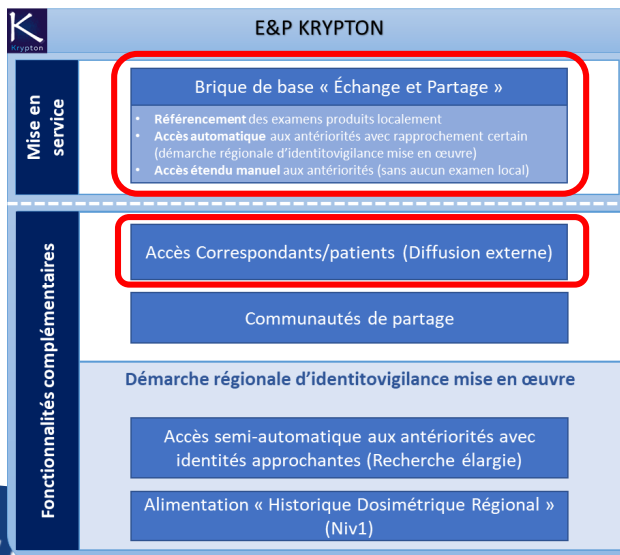 K
Krypton
E&P KRYPTON
Mise en
service
Brique de base « Échange et Partage »
• Référencement des examens produits localement
• Accès automatique aux antériorités avec rapprochement certain
(démarche régionale d'identitovigilance mise en œuvre)
• Accès étendu manuel aux antériorités (sans aucun examen local)
Fonctionnalités complémentaires
Accès Correspondants/patients (Diffusion externe)
Communautés de partage
Démarche régionale d'identitovigilance mise en œuvre
Accès semi-automatique aux antériorités avec
identités approchantes (Recherche élargie)
Alimentation « Historique Dosimétrique Régional »
(Niv1)